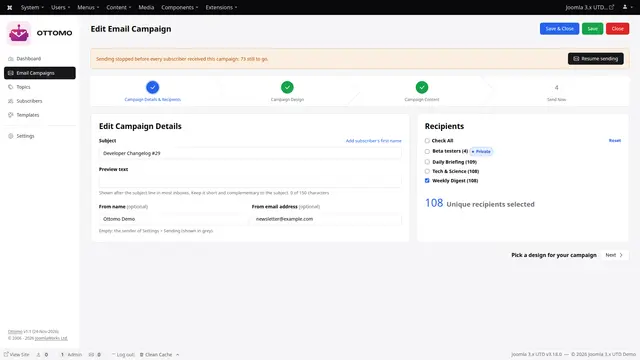 System Users Menus Content Media Components Extensions
Joomla 3.x UTD...
OTTOMO
Edit Email Campaign
Save & Close Save Close
Sending stopped before every subscriber received this campaign: 73 still to go.
Resume sending
Dashboard
Email Campaigns
Topics
Subscribers
Templates
Settings
Campaign Details & Recipients
Campaign Design
Campaign Content
4
Send Now
Edit Campaign Details
Subject
Add subscriber's first name
Developer Changelog #29
Preview text
Shown after the subject line in most inboxes. Keep it short and complementary to the subject. 0 of 150 characters
From name (optional)
From email address (optional)
Ottomo Demo
newsletter@example.com
Empty: the sender of Settings > Sending (shown in grey).
Recipients
Check All
Reset
Beta testers (4) Private
Daily Briefing (109)
Tech & Science (108)
Weekly Digest (108)
108 Unique recipients selected
Pick a design for your campaign
Next
View Site 0 1 Admin 0 Log out Clean Cache
Joomla 3.x UTD v3.10.0 — © 2026 Joomla 3.x UTD Demo